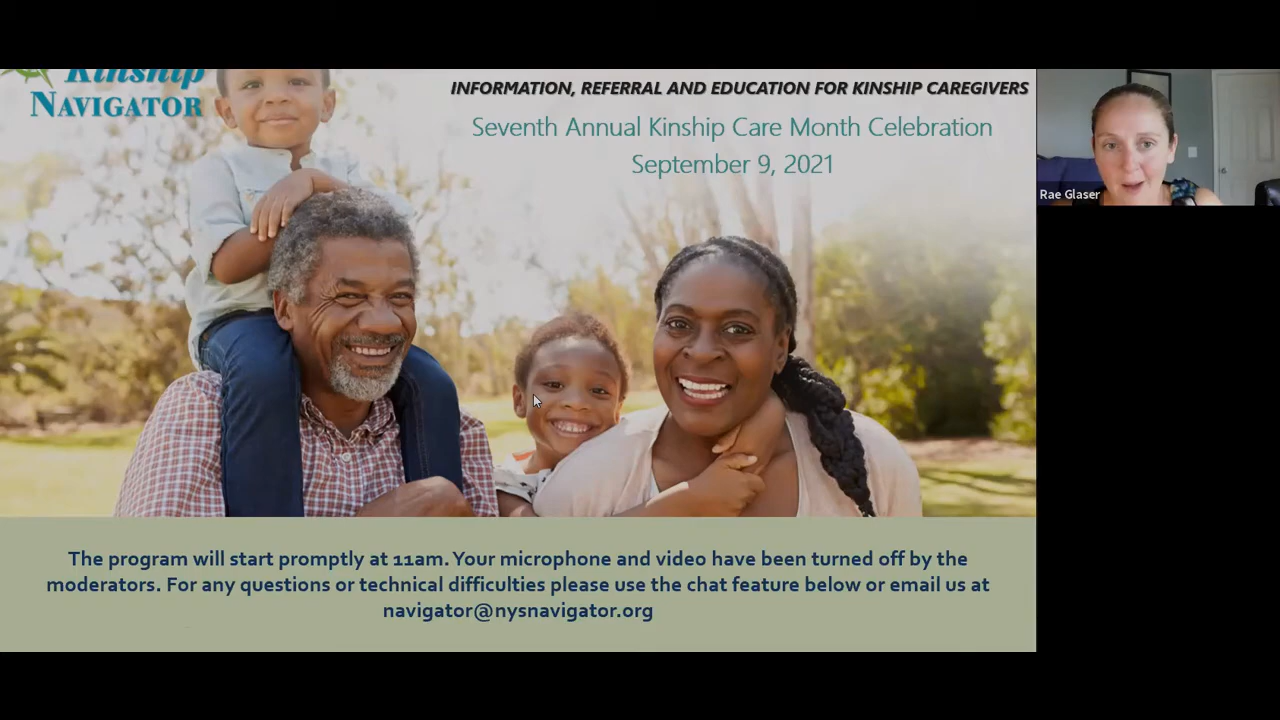 Kinship
NAVIGATOR
INFORMATION, REFERRAL AND EDUCATION FOR KINSHIP CAREGIVERS
Seventh Annual Kinship Care Month Celebration
September 9, 2021
Rae Glaser
The program will start promptly at 11am. Your microphone and video have been turned off by the
moderators. For any questions or technical difficulties please use the chat feature below or email us at
navigator@nysnavigator.org